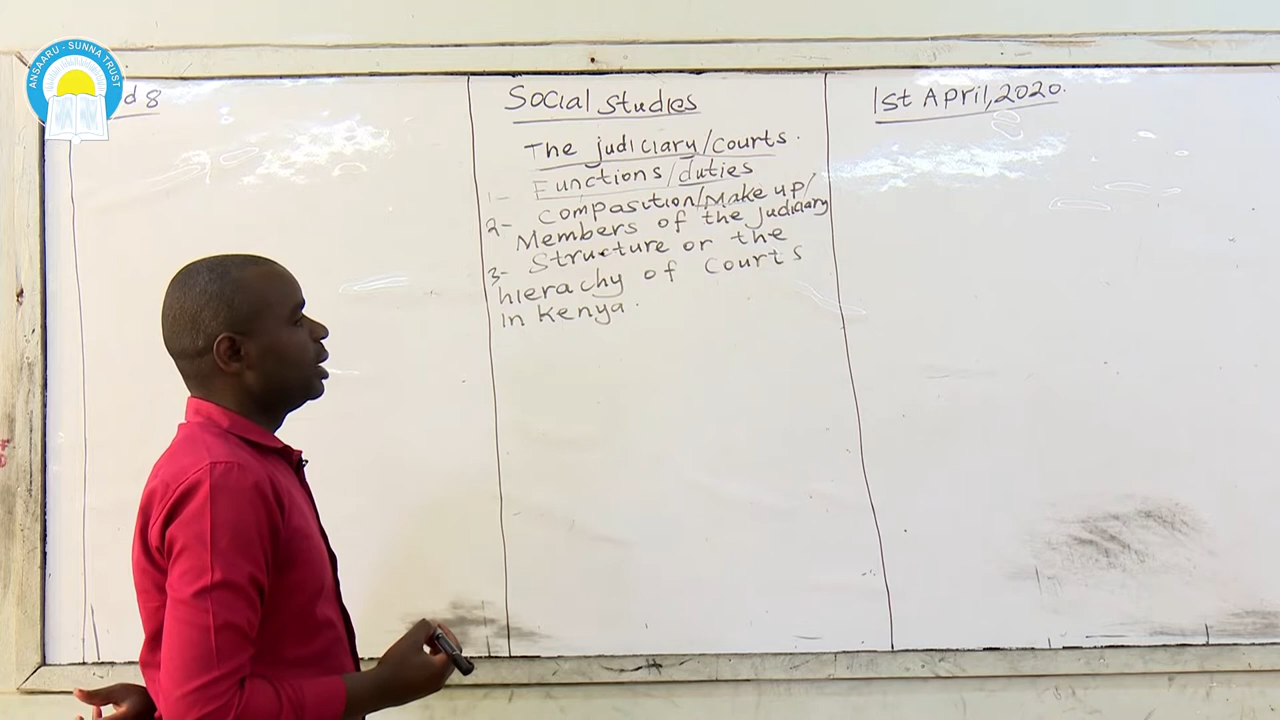 ANSAARU - SUNNA TRUST
d 8
Social studies
1st April, 2020.
The judiciary/courts.
1- Functions/duties
2- Composition/Make up/
Members of the judiciary
3- Structure or the
hierachy of Courts
in Kenya.